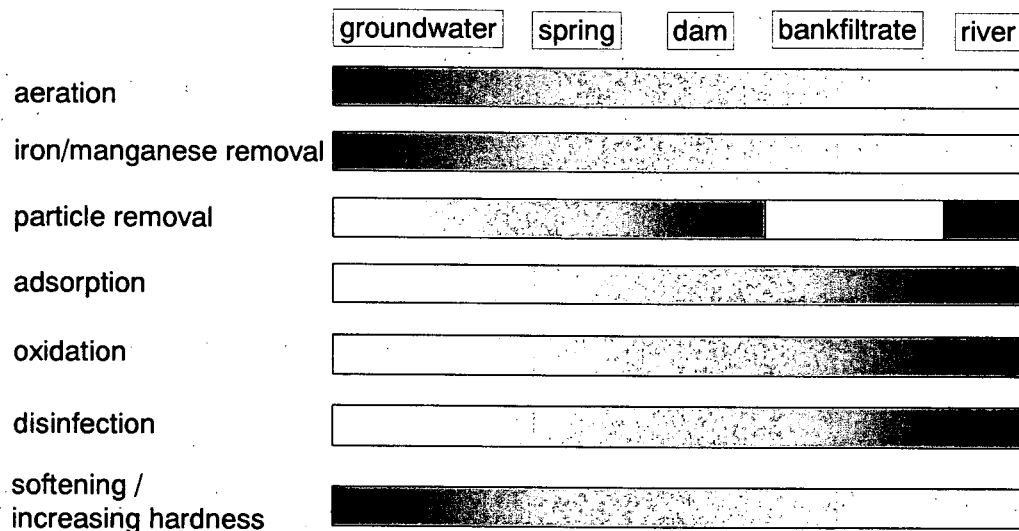 groundwater spring dam bankfiltrate river
aeration
iron/manganese removal
particle removal
adsorption
oxidation
disinfection
softening /
increasing hardness